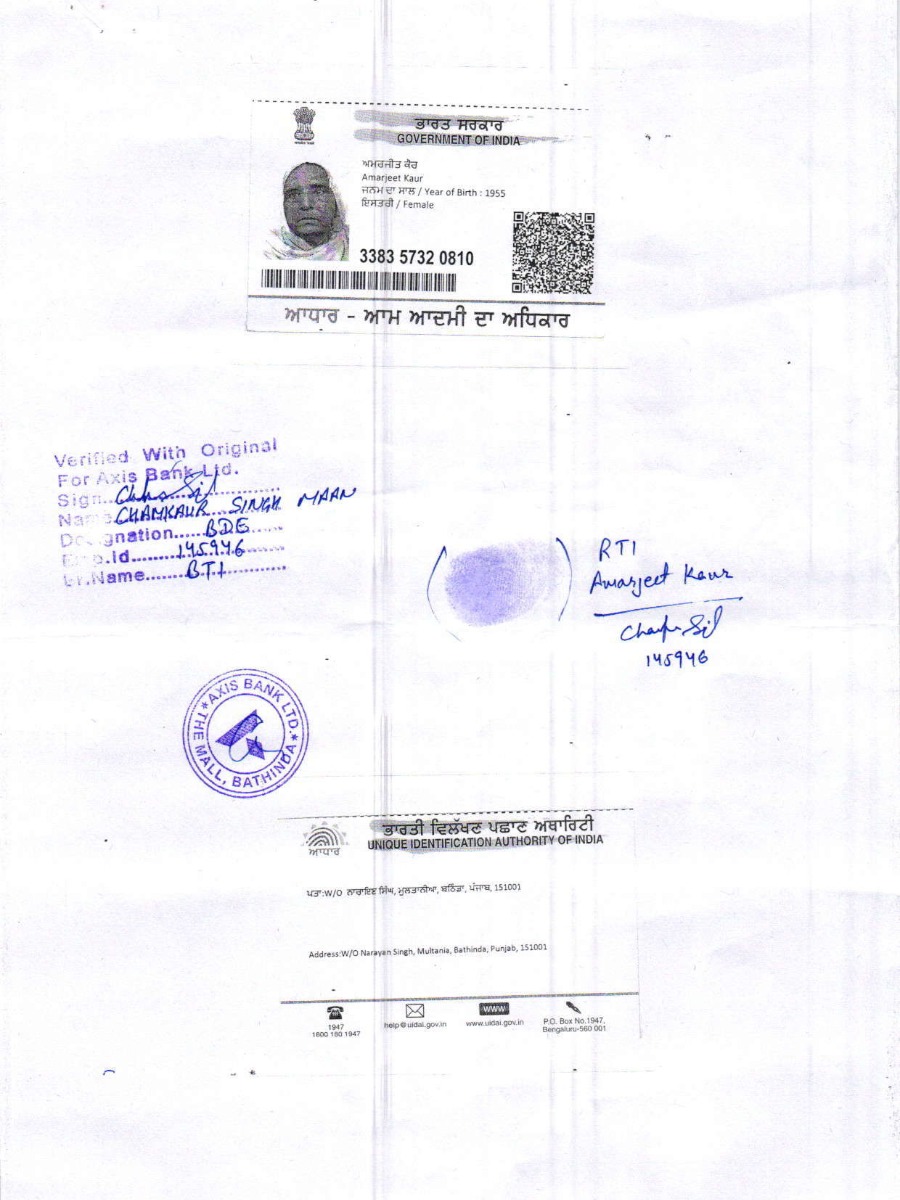 ਭਾਰਤ ਸਰਕਾਰ
GOVERNMENT OF INDIA
ਅਮਰਜੀਤ ਕੌਰ
Amarjeet Kaur
ਜਨਮ ਦਾ ਸਾਲ / Year of Birth : 1955
ਇਸਤਰੀ / Female
3383 5732 0810
ਆਧਾਰ - ਆਮ ਆਦਮੀ ਦਾ ਅਧਿਕਾਰ
Verified With Original
For Axis Bank Ltd.
Sign..
Name CHAMKAUR SINGH MAAN
Designation......BDE......
Emp.Id.........145946......
Br.Name.......BTI............
RTI
Amarjeet Kaur
145946
★AXIS BANK LTD.★
THE MALL, BATHINDA
ਭਾਰਤੀ ਵਿਲੱਖਣ ਪਛਾਣ ਅਥਾਰਿਟੀ
UNIQUE IDENTIFICATION AUTHORITY OF INDIA
ਆਧਾਰ
ਪਤਾ:W/O ਨਾਰਾਇਣ ਸਿੰਘ, ਮੁਲਤਾਨੀਆ, ਬਠਿੰਡਾ, ਪੰਜਾਬ, 151001
Address:W/O Narayan Singh, Multania, Bathinda, Punjab, 151001
1947
1800 180 1947
help@uidai.gov.in
www
www.uidai.gov.in
P.O. Box No.1947,
Bengaluru-560 001